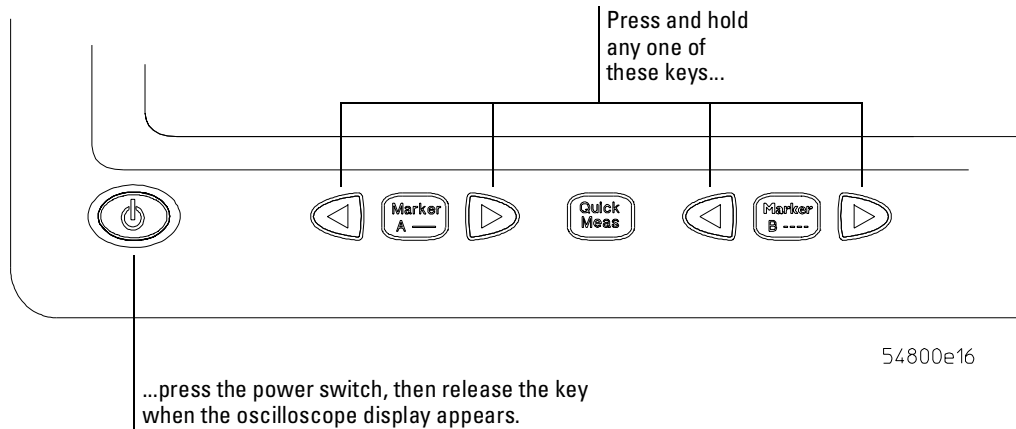 Press and hold
any one of
these keys...
Marker
A —
Quick
Meas
Marker
B ----
54800e16
...press the power switch, then release the key
when the oscilloscope display appears.